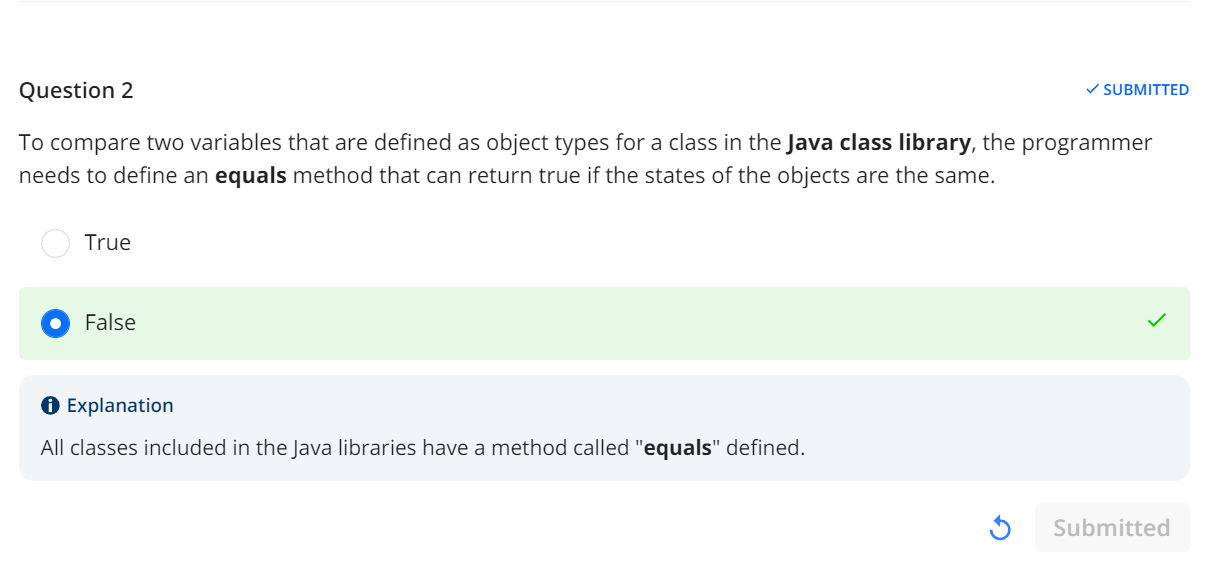 Question 2
✓ SUBMITTED
To compare two variables that are defined as object types for a class in the Java class library, the programmer
needs to define an equals method that can return true if the states of the objects are the same.
True
False
Explanation
All classes included in the Java libraries have a method called "equals" defined.
Submitted